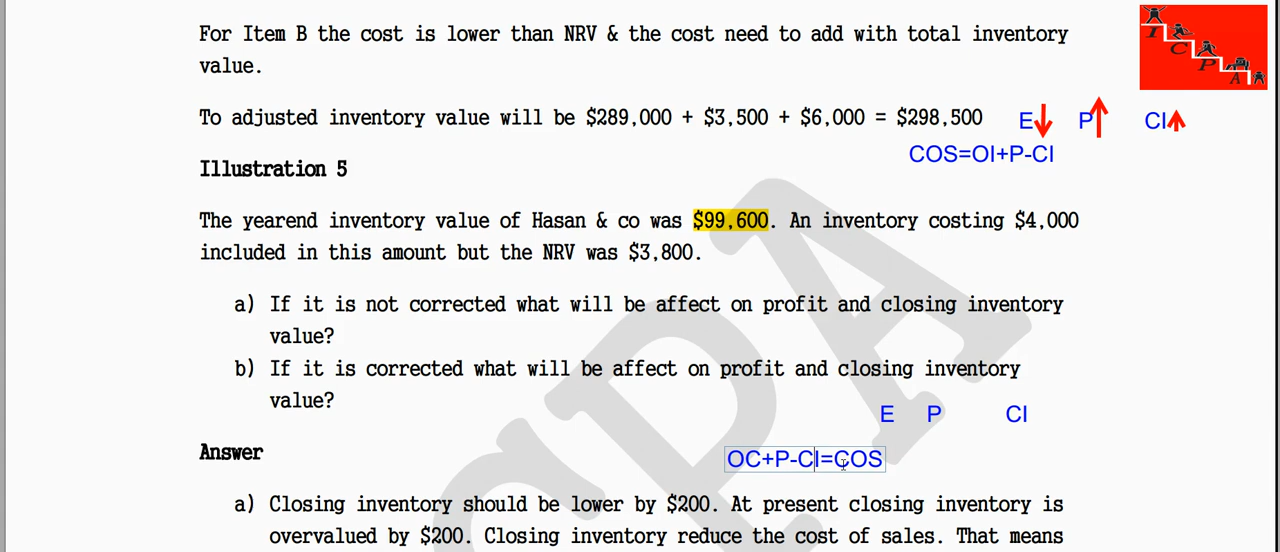 For Item B the cost is lower than NRV & the cost need to add with total inventory
value.
I C P A
To adjusted inventory value will be $289,000 + $3,500 + $6,000 = $298,500 E P CI
COS=OI+P-CI
Illustration 5
The yearend inventory value of Hasan & co was $99,600. An inventory costing $4,000
included in this amount but the NRV was $3,800.
a) If it is not corrected what will be affect on profit and closing inventory
value?
b) If it is corrected what will be affect on profit and closing inventory
value?
E P CI
Answer
OC+P-CI=COS
a) Closing inventory should be lower by $200. At present closing inventory is
overvalued by $200. Closing inventory reduce the cost of sales. That means
CPA